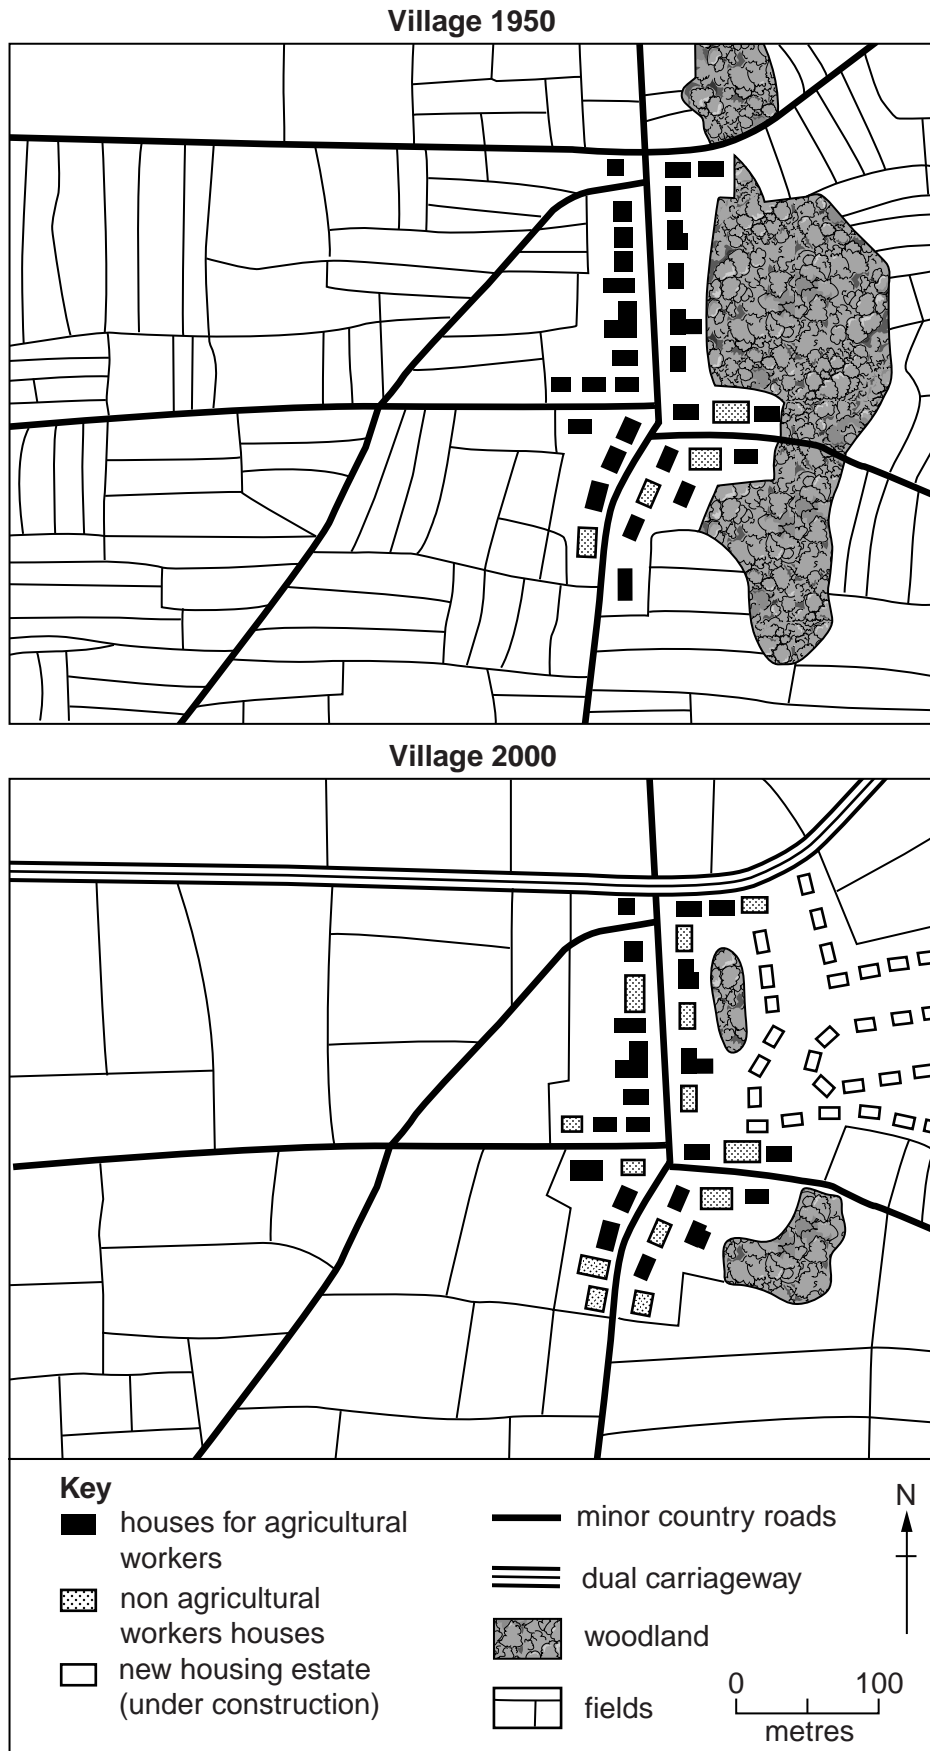 Village 1950
Village 2000
Key
houses for agricultural
workers
non agricultural
workers houses
new housing estate
(under construction)
minor country roads
dual carriageway
woodland
fields
N
0 100
metres